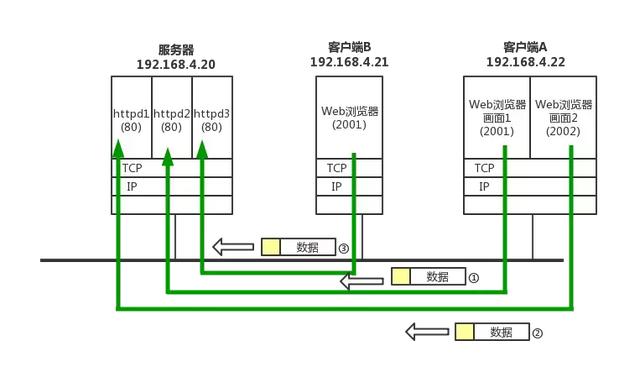 服务器
192.168.4.20
客户端B
192.168.4.21
客户端A
192.168.4.22
httpd1
(80)
httpd2
(80)
httpd3
(80)
TCP
IP
Web浏览器
(2001)
TCP
IP
Web浏览器
画面1
(2001)
Web浏览器
画面2
(2002)
TCP
IP
数据 ③
数据 ①
数据 ②